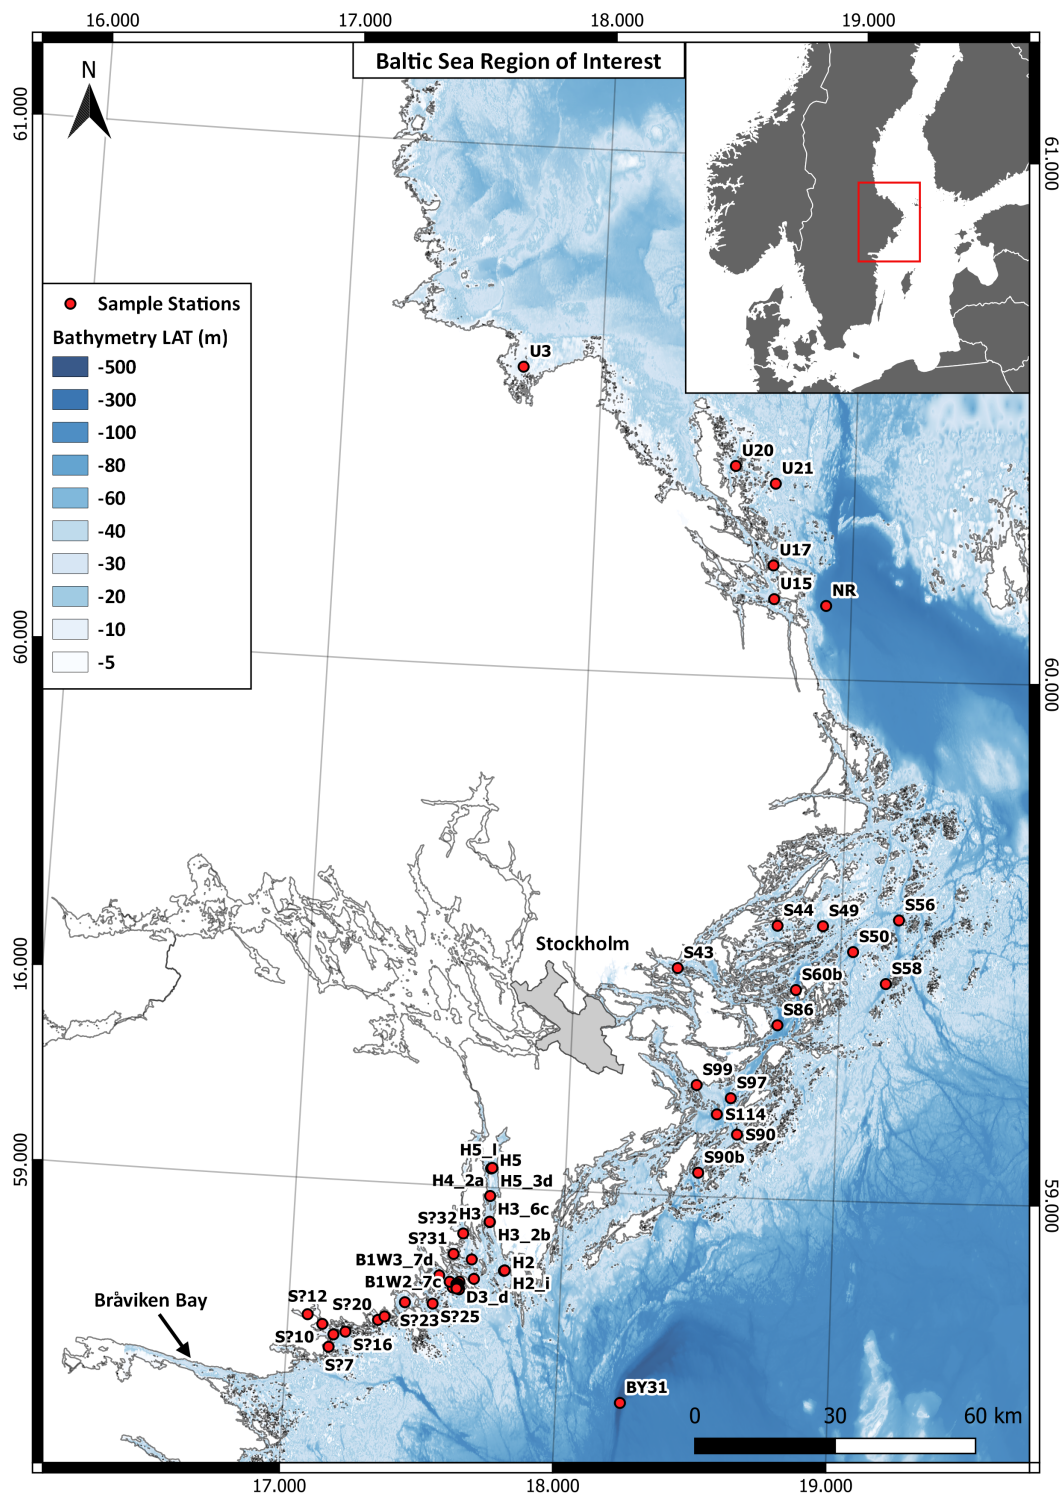 16.000 17.000 18.000 19.000
Baltic Sea Region of Interest
N
61.000
61.000
Sample Stations
Bathymetry LAT (m)
-500
-300
-100
-80
-60
-40
-30
-20
-10
-5
U3
U20
U21
U17
U15
NR
60.000
60.000
S44
S49
S56
S50
Stockholm
S43
S60b
S58
16.000
S86
S99
S97
S114
S90
S90b
59.000
59.000
H5_l
H5
H4_2a
H5_3d
H3_6c
S?32
H3
H3_2b
S?31
B1W3_7d
H2
B1W2_7c
H2_i
D3_d
S?12
S?20
S?23
S?25
S?10
S?16
S?7
Bråviken Bay
BY31
0 30 60 km
17.000 18.000 19.000